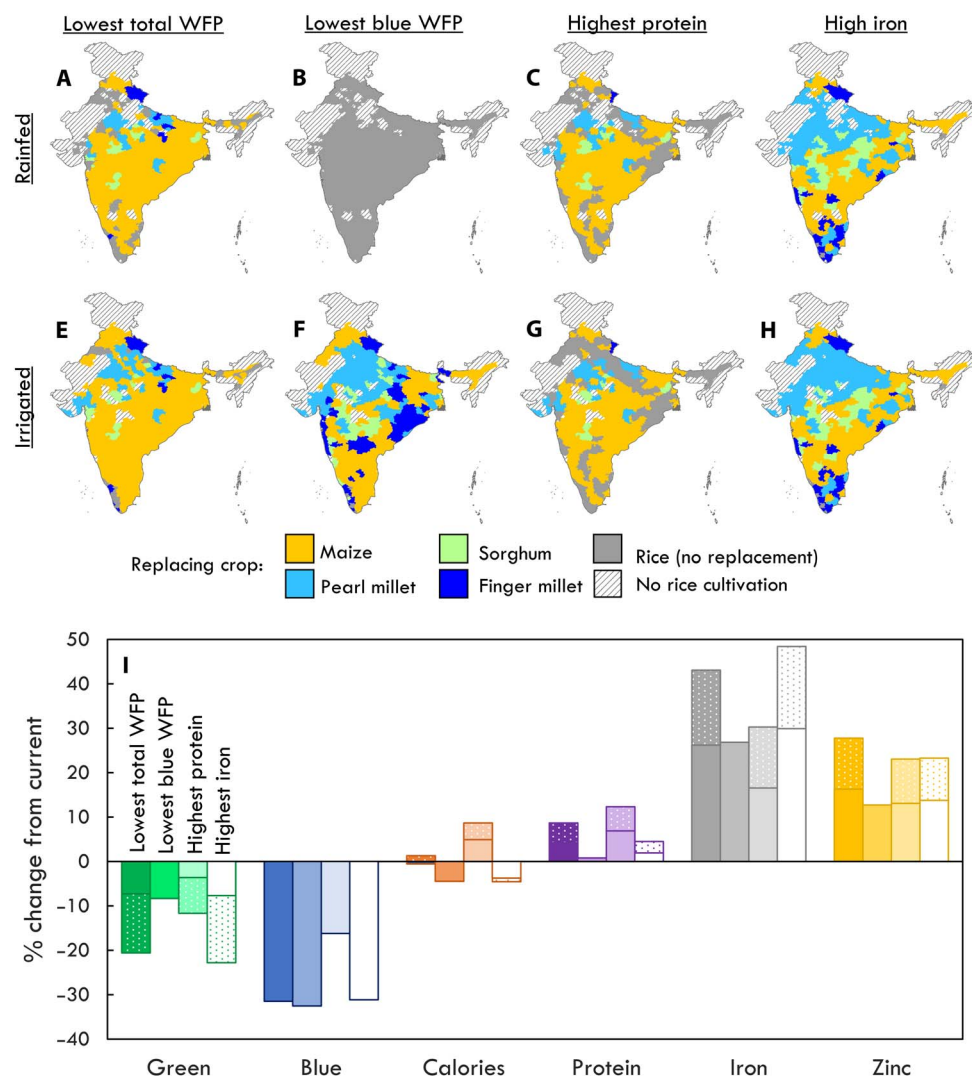 Lowest total WFP Lowest blue WFP Highest protein High iron
Rainfed
A B C D
Irrigated
E F G H
Replacing crop:
Maize Sorghum Rice (no replacement)
Pearl millet Finger millet No rice cultivation
% change from current
50
40
30
20
10
0
−10
−20
−30
−40
I
Lowest total WFP
Lowest blue WFP
Highest protein
Highest iron
Green Blue Calories Protein Iron Zinc